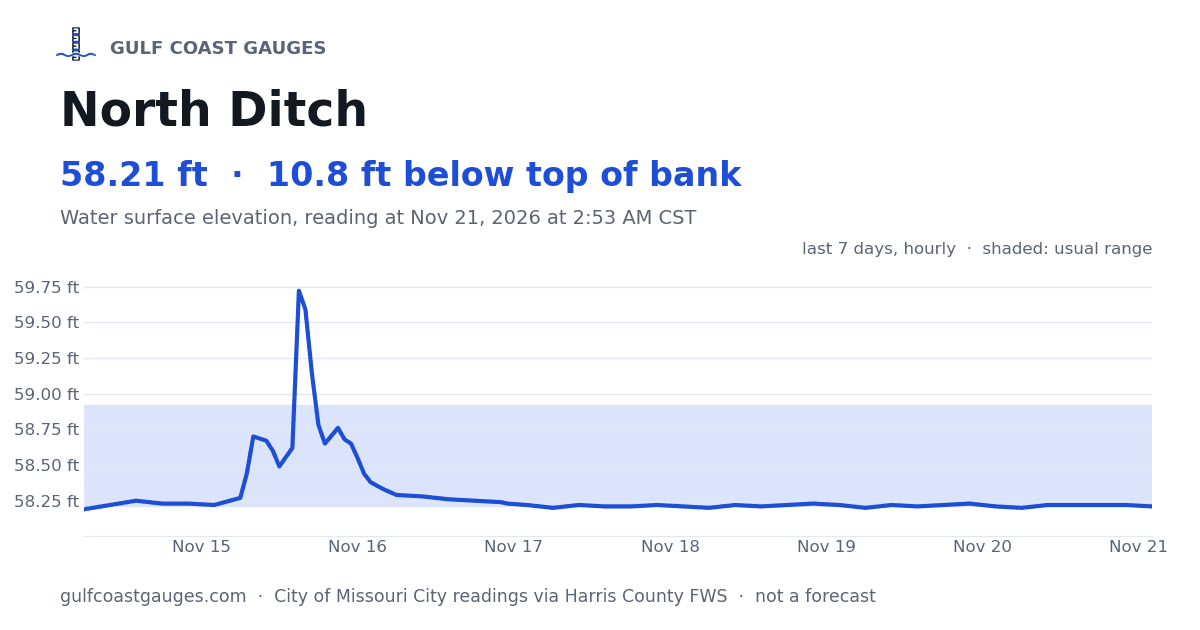 GULF COAST GAUGES
North Ditch
58.21 ft · 10.8 ft below top of bank
Water surface elevation, reading at Nov 21, 2026 at 2:53 AM CST
last 7 days, hourly · shaded: usual range
59.75 ft
59.50 ft
59.25 ft
59.00 ft
58.75 ft
58.50 ft
58.25 ft
Nov 15 Nov 16 Nov 17 Nov 18 Nov 19 Nov 20 Nov 21
gulfcoastgauges.com · City of Missouri City readings via Harris County FWS · not a forecast